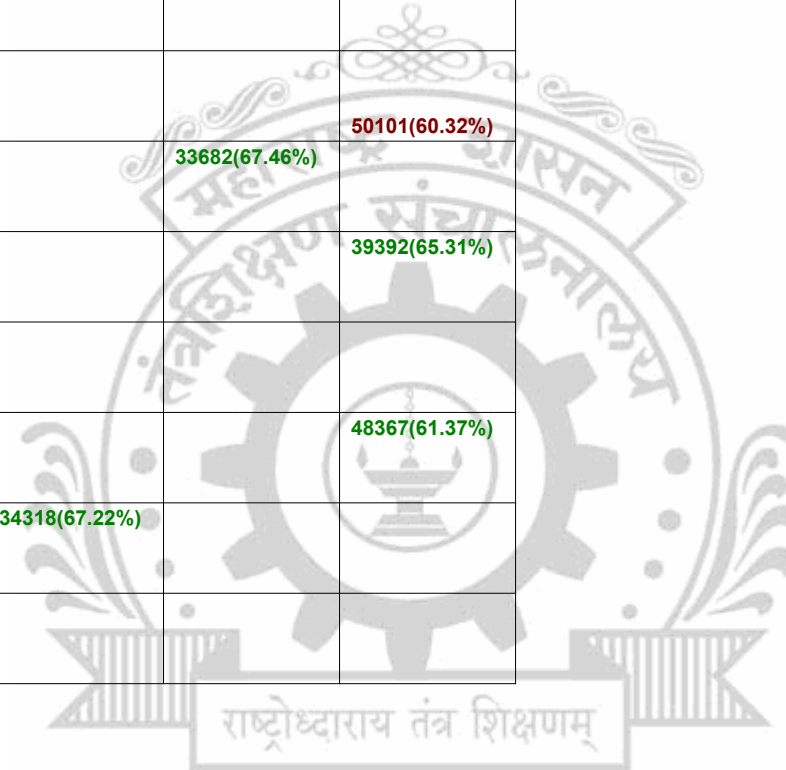 50101(60.32%)
33682(67.46%)
39392(65.31%)
48367(61.37%)
34318(67.22%)
महाराष्ट्र शासन
तंत्रशिक्षण संचालनालय
राष्ट्रोध्दाराय तंत्र शिक्षणम्